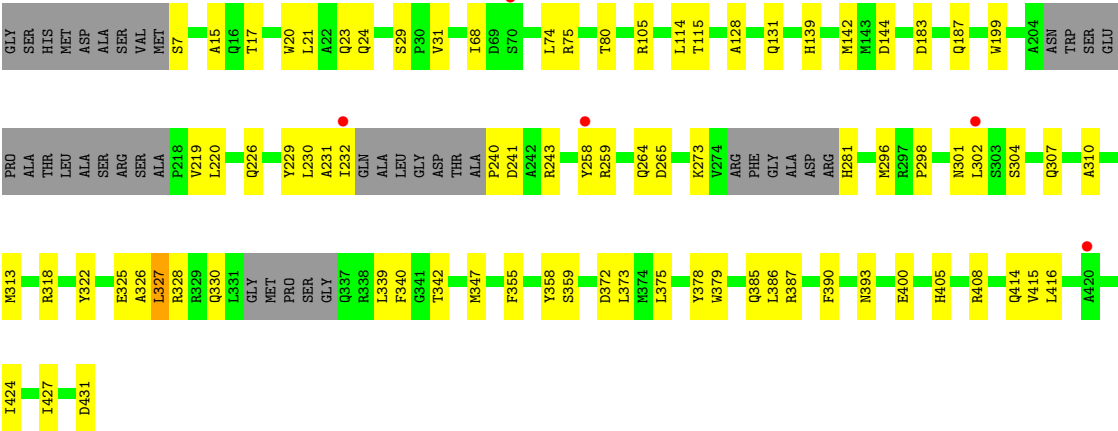 GLY SER HIS MET ASP ALA SER VAL MET S7 A15 Q16 T17 W20 L21 A22 Q23 Q24 S29 P30 V31 I68 D69 S70 L74 R75 T80 R105 L114 T115 A128 Q131 H139 M142 M143 D144 D183 Q187 W199 A204 ASN TRP SER GLU
PRO ALA THR LEU ALA SER ARG SER ALA P218 V219 L220 Q226 Y229 L230 A231 I232 GLN ALA LEU GLY ASP THR ALA P240 D241 A242 R243 Y258 R259 Q264 D265 K273 V274 ARG PHE GLY ALA ASP ARG H281 M296 R297 P298 N301 L302 S303 S304 Q307 A310
M313 R318 Y322 E325 A326 L327 R328 R329 Q330 L331 GLY MET PRO SER GLY Q337 R338 L339 F340 G341 T342 M347 F355 Y358 S359 D372 L373 M374 L375 Y378 W379 Q385 L386 R387 F390 N393 E400 H405 R408 Q414 V415 L416 A420
I424 I427 D431